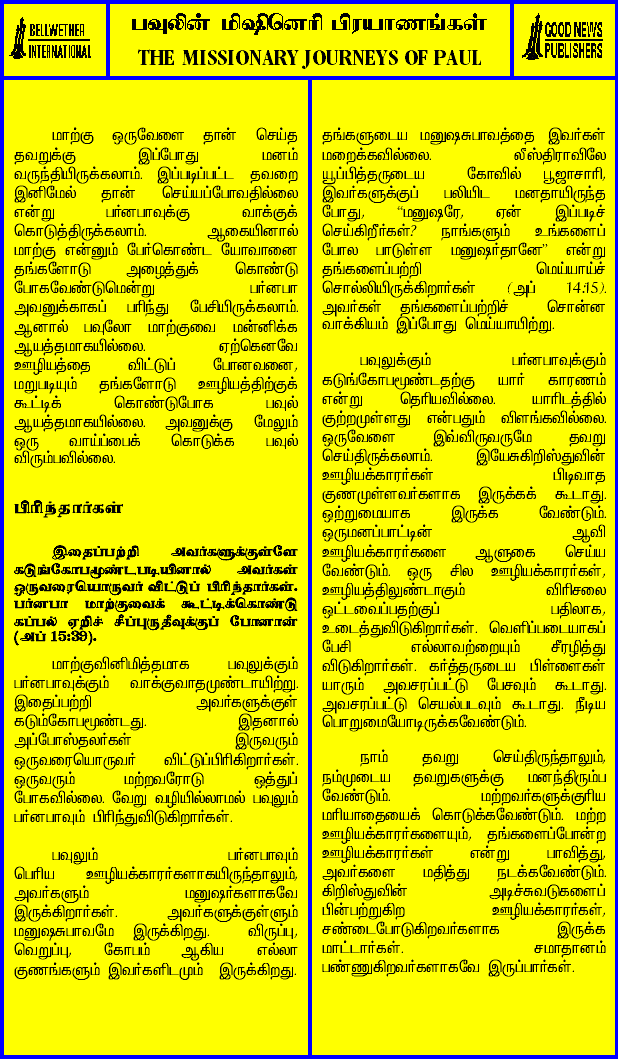 BELLWETHER
INTERNATIONAL
பவுலின் மிஷினெரி பிரயாணங்கள்
THE MISSIONARY JOURNEYS OF PAUL
GOOD NEWS
PUBLISHERS
மாற்கு ஒருவேளை தான் செய்த
தவறுக்கு இப்போது மனம்
வருந்தியிருக்கலாம். இப்படிப்பட்ட தவறை
இனிமேல் தான் செய்யப்போவதில்லை
என்று பர்னபாவுக்கு வாக்குக்
கொடுத்திருக்கலாம். ஆகையினால்
மாற்கு என்னும் பேர்கொண்ட யோவானை
தங்களோடு அழைத்துக் கொண்டு
போகவேண்டுமென்று பர்னபா
அவனுக்காகப் பரிந்து பேசியிருக்கலாம்.
ஆனால் பவுலோ மாற்குவை மன்னிக்க
ஆயத்தமாகயில்லை. ஏற்கெனவே
ஊழியத்தை விட்டுப் போனவனை,
மறுபடியும் தங்களோடு ஊழியத்திற்குக்
கூட்டிக் கொண்டுபோக பவுல்
ஆயத்தமாகயில்லை. அவனுக்கு மேலும்
ஒரு வாய்ப்பைக் கொடுக்க பவுல்
விரும்பவில்லை.
பிரிந்தார்கள்
இதைப்பற்றி அவர்களுக்குள்ளே
கடுங்கோபமூண்டபடியினால் அவர்கள்
ஒருவரையொருவர் விட்டுப் பிரிந்தார்கள்.
பர்னபா மாற்குவைக் கூட்டிக்கொண்டு
கப்பல் ஏறிச் சீப்புருதீவுக்குப் போனான்
(அப் 15:39).
மாற்குவினிமித்தமாக பவுலுக்கும்
பர்னபாவுக்கும் வாக்குவாதமுண்டாயிற்று.
இதைப்பற்றி அவர்களுக்குள்
கடும்கோபமூண்டது. இதனால்
அப்போஸ்தலர்கள் இருவரும்
ஒருவரையொருவர் விட்டுப்பிரிகிறார்கள்.
ஒருவரும் மற்றவரோடு ஒத்துப்
போகவில்லை. வேறு வழியில்லாமல் பவுலும்
பர்னபாவும் பிரிந்துவிடுகிறார்கள்.
பவுலும் பர்னபாவும்
பெரிய ஊழியக்காரர்களாகயிருந்தாலும்,
அவர்களும் மனுஷர்களாகவே
இருக்கிறார்கள். அவர்களுக்குள்ளும்
மனுஷசுபாவமே இருக்கிறது. விருப்பு,
வெறுப்பு, கோபம் ஆகிய எல்லா
குணங்களும் இவர்களிடமும் இருக்கிறது.
தங்களுடைய மனுஷசுபாவத்தை இவர்கள்
மறைக்கவில்லை. லீஸ்திராவிலே
யூப்பித்தருடைய கோவில் பூஜாசாரி,
இவர்களுக்குப் பலியிட மனதாயிருந்த
போது, “மனுஷரே, ஏன் இப்படிச்
செய்கிறீர்கள்? நாங்களும் உங்களைப்
போல பாடுள்ள மனுஷர்தானே” என்று
தங்களைப்பற்றி மெய்யாய்ச்
சொல்லியிருக்கிறார்கள் (அப் 14:15).
அவர்கள் தங்களைப்பற்றிச் சொன்ன
வாக்கியம் இப்போது மெய்யாயிற்று.
பவுலுக்கும் பர்னபாவுக்கும்
கடுங்கோபமூண்டதற்கு யார் காரணம்
என்று தெரியவில்லை. யாரிடத்தில்
குற்றமுள்ளது என்பதும் விளங்கவில்லை.
ஒருவேளை இவ்விருவருமே தவறு
செய்திருக்கலாம். இயேசுகிறிஸ்துவின்
ஊழியக்காரர்கள் பிடிவாத
குணமுள்ளவர்களாக இருக்கக் கூடாது.
ஒற்றுமையாக இருக்க வேண்டும்.
ஒருமனப்பாட்டின் ஆவி
ஊழியக்காரர்களை ஆளுகை செய்ய
வேண்டும். ஒரு சில ஊழியக்காரர்கள்,
ஊழியத்திலுண்டாகும் விரிசலை
ஒட்டவைப்பதற்குப் பதிலாக,
உடைத்துவிடுகிறார்கள். வெளிப்படையாகப்
பேசி எல்லாவற்றையும் சீரழித்து
விடுகிறார்கள். கர்த்தருடைய பிள்ளைகள்
யாரும் அவசரப்பட்டு பேசவும் கூடாது.
அவசரப்பட்டு செயல்படவும் கூடாது. நீடிய
பொறுமையோடிருக்கவேண்டும்.
நாம் தவறு செய்திருந்தாலும்,
நம்முடைய தவறுகளுக்கு மனந்திரும்ப
வேண்டும். மற்றவர்களுக்குரிய
மரியாதையைக் கொடுக்கவேண்டும். மற்ற
ஊழியக்காரர்களையும், தங்களைப்போன்ற
ஊழியக்காரர்கள் என்று பாவித்து,
அவர்களை மதித்து நடக்கவேண்டும்.
கிறிஸ்துவின் அடிச்சுவடுகளைப்
பின்பற்றுகிற ஊழியக்காரர்கள்,
சண்டைபோடுகிறவர்களாக இருக்க
மாட்டார்கள். சமாதானம்
பண்ணுகிறவர்களாகவே இருப்பார்கள்.